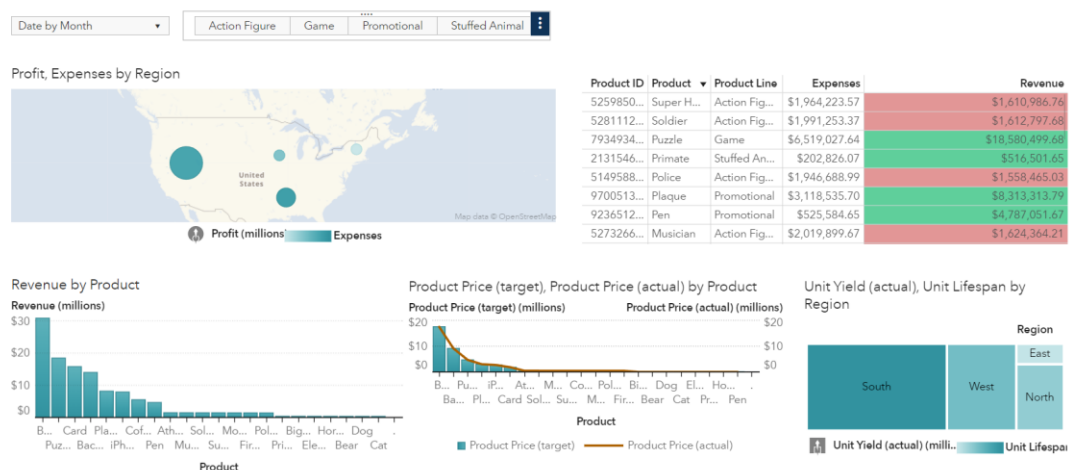 Date by Month ▼ Action Figure Game Promotional Stuffed Animal
Profit, Expenses by Region
United
States
Map data © OpenStreetMap
Profit (millions) Expenses
Product ID Product ▼ Product Line Expenses Revenue
5259850... Super H... Action Fig... $1,964,223.57 $1,610,986.76
5281112... Soldier Action Fig... $1,991,253.37 $1,612,797.68
7934934... Puzzle Game $6,519,027.64 $18,580,499.68
2131546... Primate Stuffed An... $202,826.07 $516,501.65
5149588... Police Action Fig... $1,946,688.99 $1,558,465.03
9700513... Plaque Promotional $3,118,535.70 $8,313,313.79
9236512... Pen Promotional $525,584.65 $4,787,051.67
5273266... Musician Action Fig... $2,019,899.67 $1,624,364.21
Revenue by Product
Revenue (millions)
$30
$20
$10
$0
B... Card Pla... Cof... Ath... Sol... Mo... Pol... Big... Hor... Dog .
Puz... Bac... iPh... Pen Mu... Su... Fir... Pri... Ele... Bear Cat
Product
Product Price (target), Product Price (actual) by Product
Product Price (target) (millions) Product Price (actual) (millions)
$20 $20
$10 $10
$0 $0
B... Pu... iP... At... M... Co... Pol... Bi... Dog El... Ho... .
Ba... Pl... Card Sol... Su... M... Fir... Bear Cat Pr... Pen
Product
Product Price (target) Product Price (actual)
Unit Yield (actual), Unit Lifespan by
Region
Region
South West East
North
Unit Yield (actual) (milli... Unit Lifespan